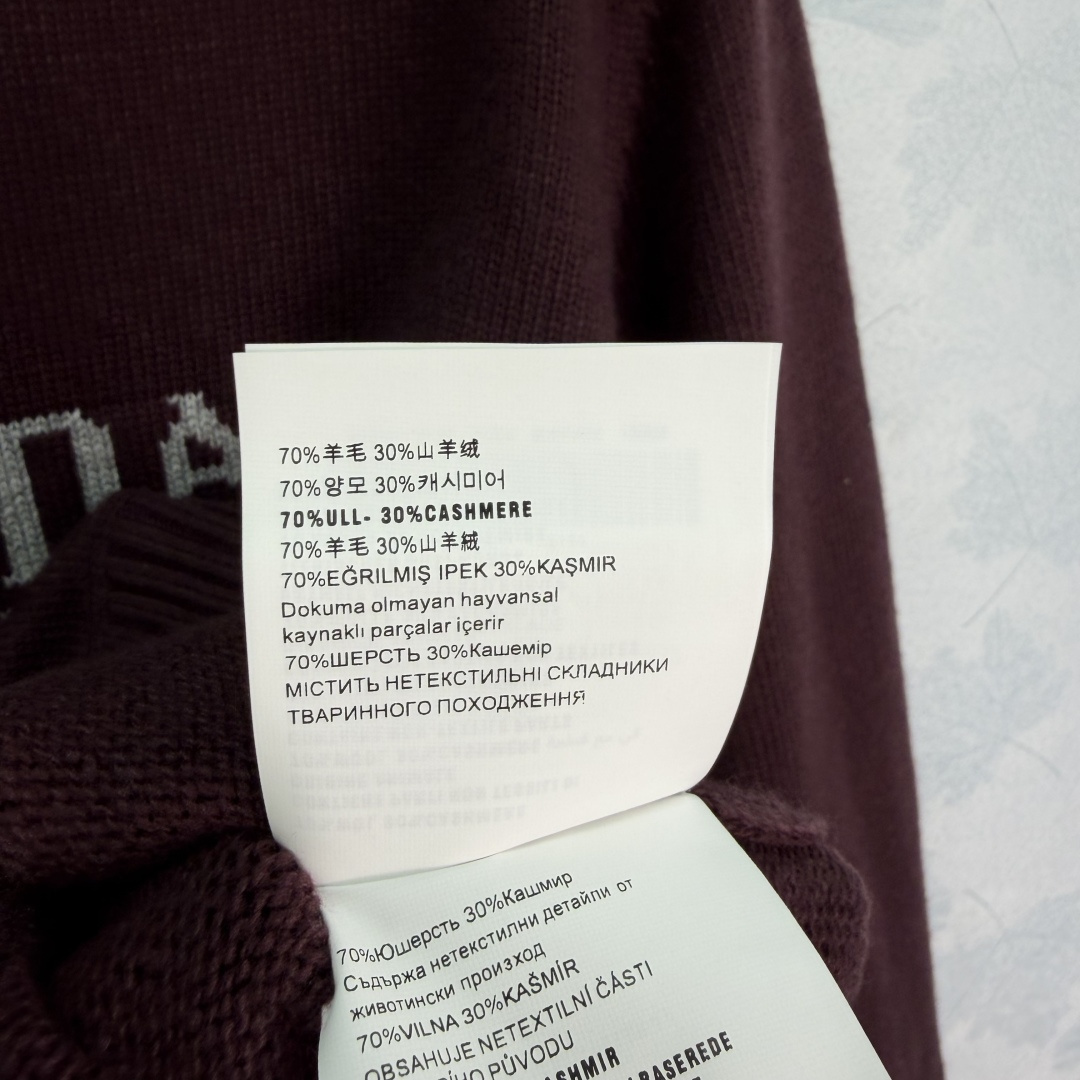 70%羊毛 30%山羊绒
70%양모 30%캐시미어
70%ULL- 30%CASHMERE
70%羊毛 30%山羊絨
70%EĞRILMIŞ IPEK 30%KAŞMIR
Dokuma olmayan hayvansal
kaynaklı parçalar içerir
70%ШЕРСТЬ 30%Кашемір
МІСТИТЬ НЕТЕКСТИЛЬНІ СКЛАДНИКИ
ТВАРИННОГО ПОХОДЖЕННЯ
70%Юшерсть 30%Кашмир
Съдържа нетекстилни детайпи от
животински произход
70%VILNA 30%KAŠMÍR
OBSAHUJE NETEXTILNÍ ČÁSTI
PŮVODU